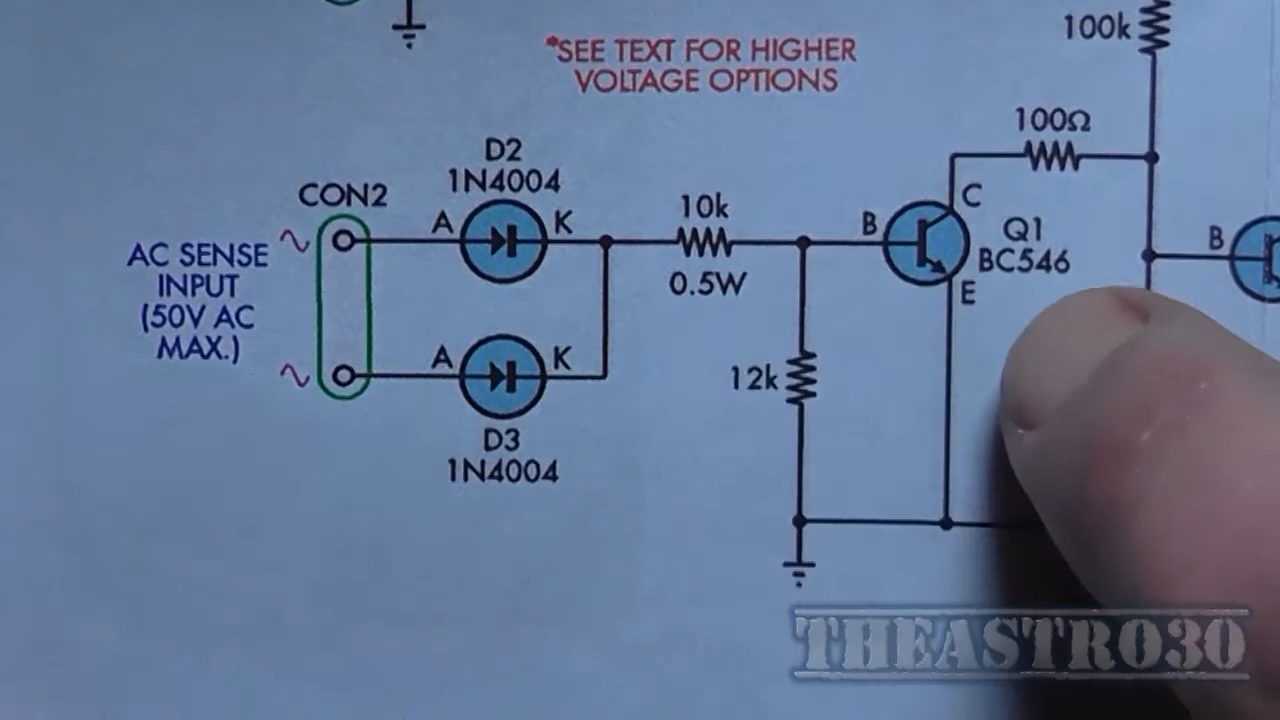 *SEE TEXT FOR HIGHER
VOLTAGE OPTIONS
100k
100Ω
D2
1N4004
CON2
A
K
10k
0.5W
B
C
Q1
BC546
E
B
AC SENSE
INPUT
(50V AC
MAX.)
A
K
12k
D3
1N4004
THEASTRO30